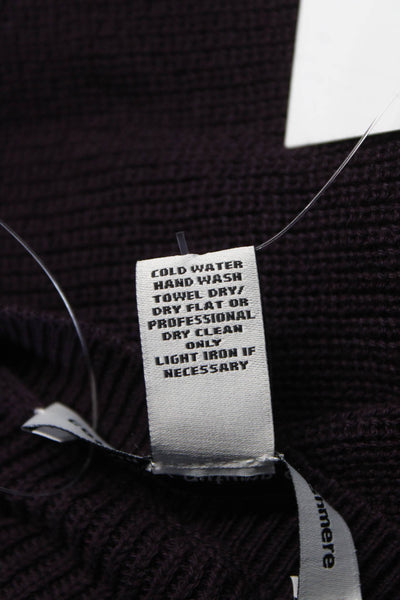 COLD WATER
HAND WASH
TOWEL DRY/
DRY FLAT OR
PROFESSIONAL
DRY CLEAN
ONLY
LIGHT IRON IF
NECESSARY